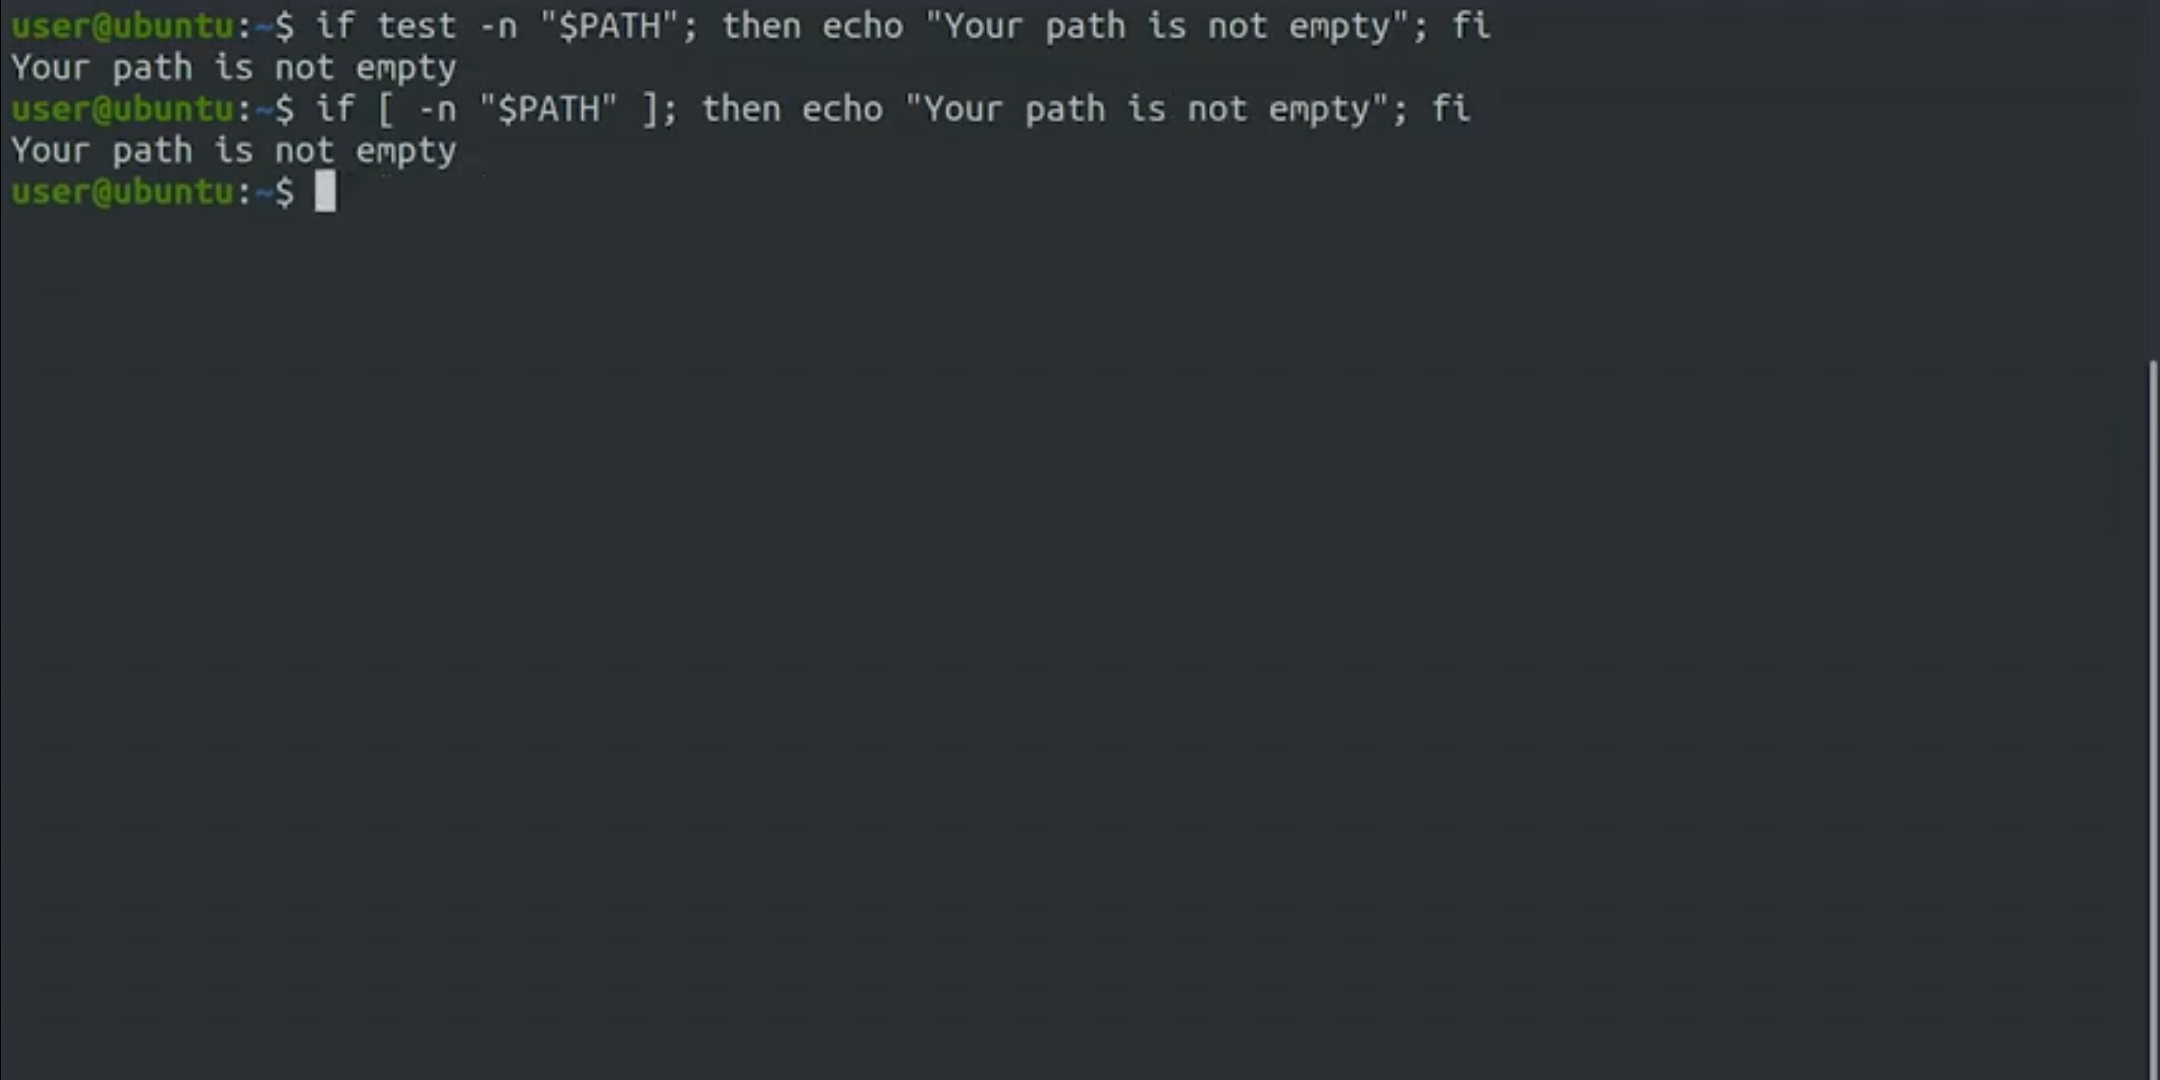 user@ubuntu:~$ if test -n "$PATH"; then echo "Your path is not empty"; fi
Your path is not empty
user@ubuntu:~$ if [ -n "$PATH" ]; then echo "Your path is not empty"; fi
Your path is not empty
user@ubuntu:~$